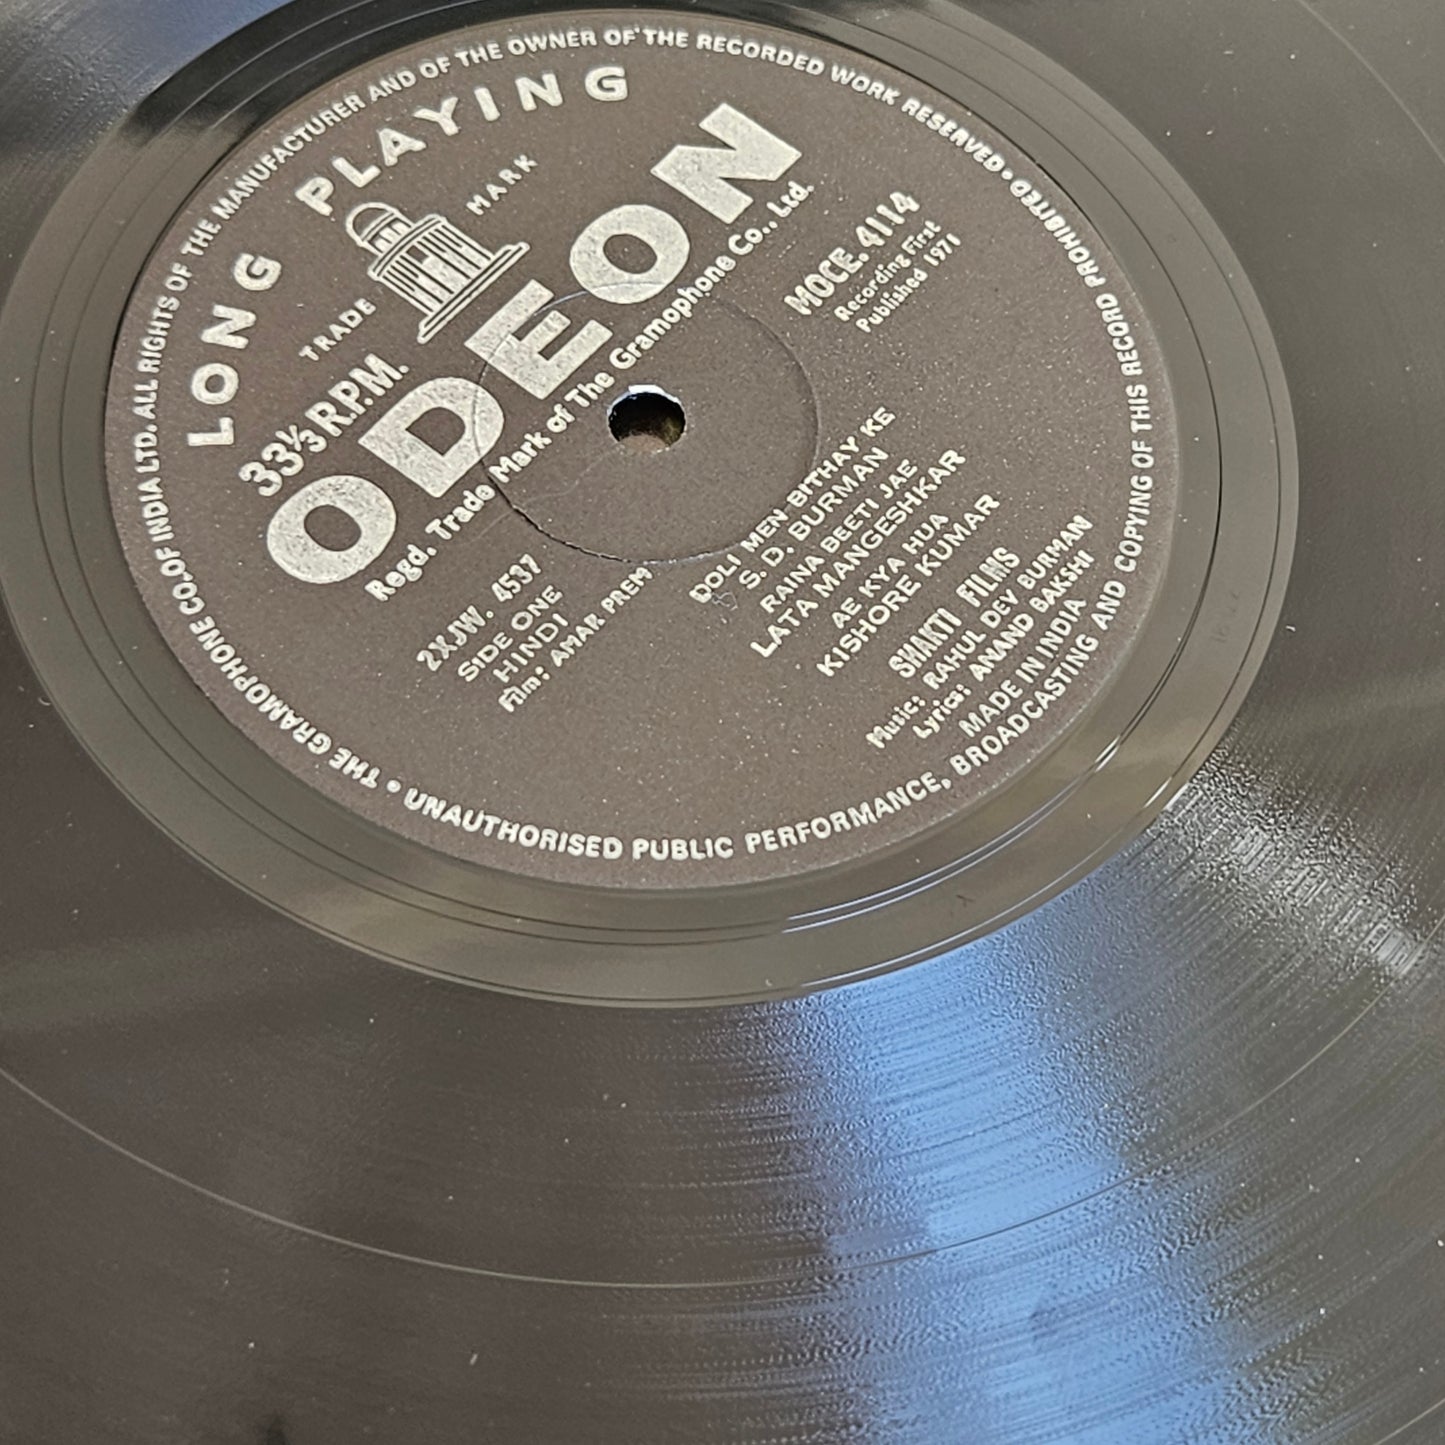 THE GRAMOPHONE CO.OF INDIA LTD. ALL RIGHTS OF THE MANUFACTURER AND OF THE OWNER OF THE RECORDED WORK RESERVED • UNAUTHORISED PUBLIC PERFORMANCE, BROADCASTING AND COPYING OF THIS RECORD PROHIBITED •
LONG PLAYING
TRADE MARK
33⅓ R.P.M.
ODEON
Regd. Trade Mark of The Gramophone Co., Ltd.
MOCE. 4114
Recording First
Published 1971
2XJW. 4537
SIDE ONE
HINDI
Film: AMAR PREM
DOLI MEN BITHAY KE
S. D. BURMAN
RAINA BEETI JAE
LATA MANGESHKAR
AE KYA HUA
KISHORE KUMAR
SHAKTI FILMS
Music: RAHUL DEV BURMAN
Lyrics: ANAND BAKSHI
MADE IN INDIA